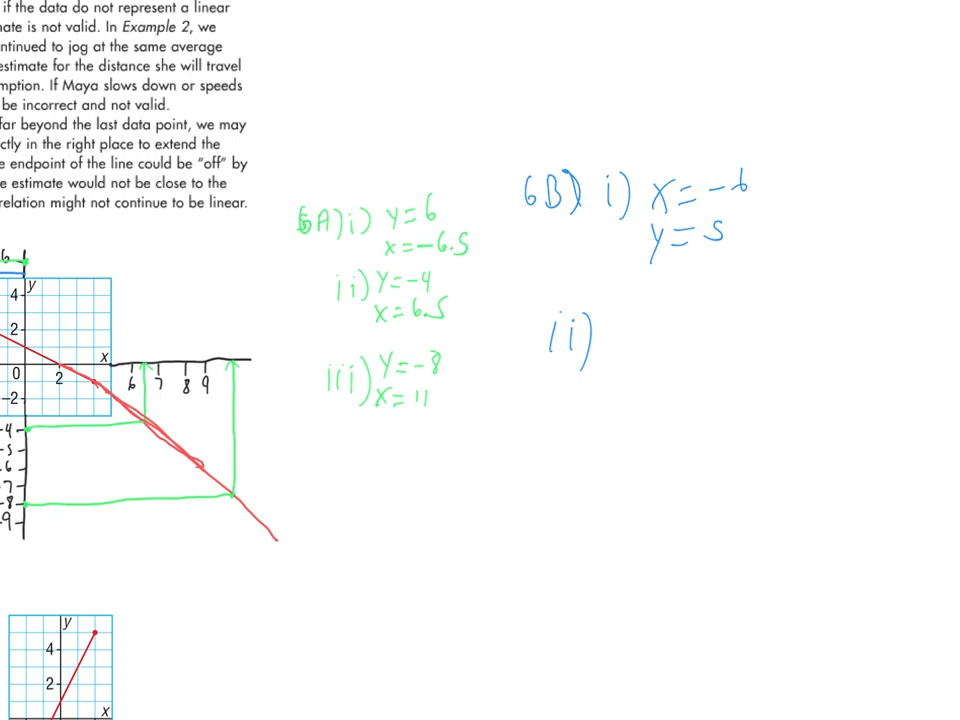 if the data do not represent a linear
nate is not valid. In Example 2, we
ntinued to jog at the same average
estimate for the distance she will travel
mption. If Maya slows down or speeds
be incorrect and not valid.
far beyond the last data point, we may
ctly in the right place to extend the
e endpoint of the line could be “off” by
e estimate would not be close to the
relation might not continue to be linear.
6A) i) y=6
x=-6.5
ii) y=-4
x=6.5
iii) y=-8
x=11
6B) i) x=-6
y=5
ii)
6
4 y
2
x
0 2 6 7 8 9
-2
-4
-5
-6
-7
-8
-9
y
4
2
x